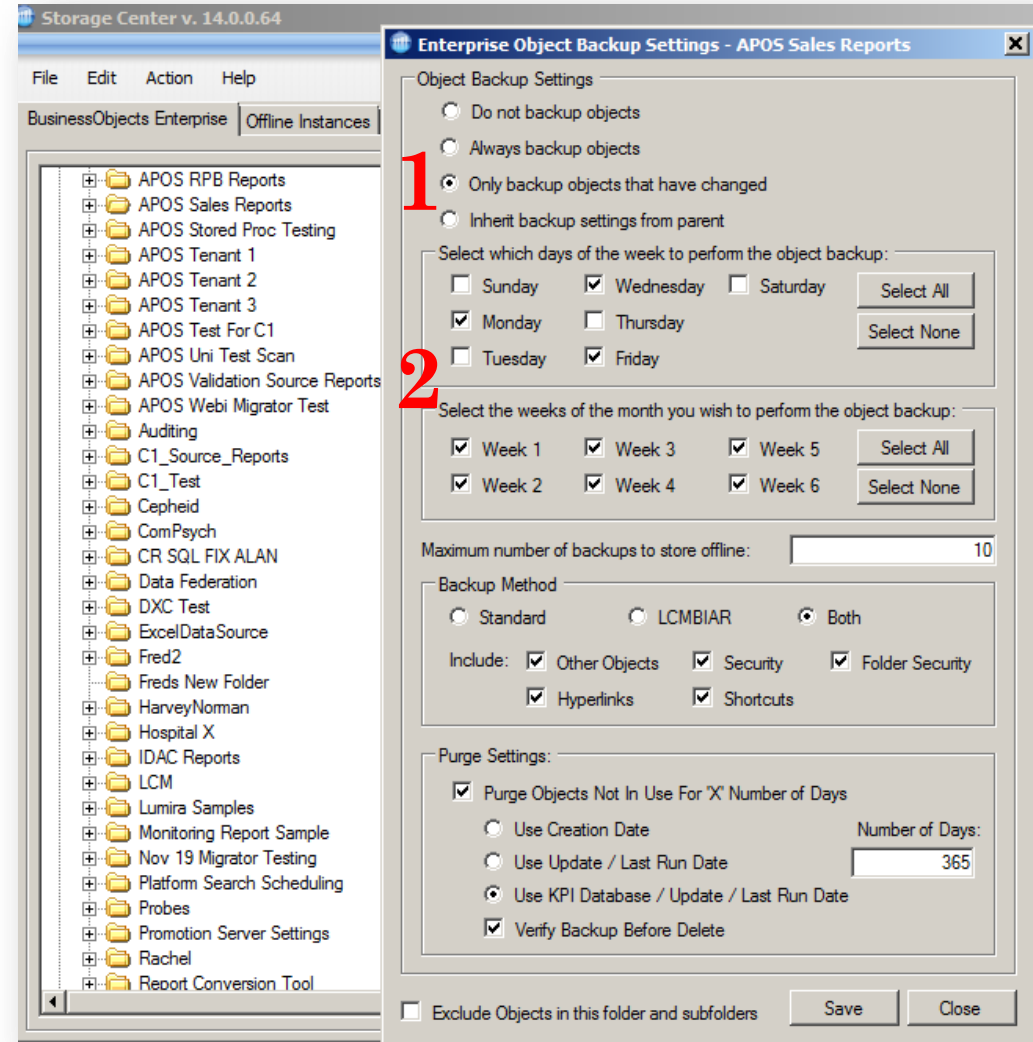 Storage Center v. 14.0.0.64
File Edit Action Help
BusinessObjects Enterprise Offline Instances
APOS RPB Reports
APOS Sales Reports
APOS Stored Proc Testing
APOS Tenant 1
APOS Tenant 2
APOS Tenant 3
APOS Test For C1
APOS Uni Test Scan
APOS Validation Source Reports
APOS Webi Migrator Test
Auditing
C1_Source_Reports
C1_Test
Cepheid
ComPsych
CR SQL FIX ALAN
Data Federation
DXC Test
ExcelDataSource
Fred2
Freds New Folder
HarveyNorman
Hospital X
IDAC Reports
LCM
Lumira Samples
Monitoring Report Sample
Nov 19 Migrator Testing
Platform Search Scheduling
Probes
Promotion Server Settings
Rachel
Report Conversion Tool
Enterprise Object Backup Settings - APOS Sales Reports
Object Backup Settings
Do not backup objects
Always backup objects
1
Only backup objects that have changed
Inherit backup settings from parent
Select which days of the week to perform the object backup:
Sunday Wednesday Saturday Select All
Monday Thursday Select None
Tuesday Friday
2
Select the weeks of the month you wish to perform the object backup:
Week 1 Week 3 Week 5 Select All
Week 2 Week 4 Week 6 Select None
Maximum number of backups to store offline: 10
Backup Method
Standard LCMBIAR Both
Include: Other Objects Security Folder Security
Hyperlinks Shortcuts
Purge Settings:
Purge Objects Not In Use For 'X' Number of Days
Use Creation Date Number of Days:
Use Update / Last Run Date 365
Use KPI Database / Update / Last Run Date
Verify Backup Before Delete
Exclude Objects in this folder and subfolders Save Close